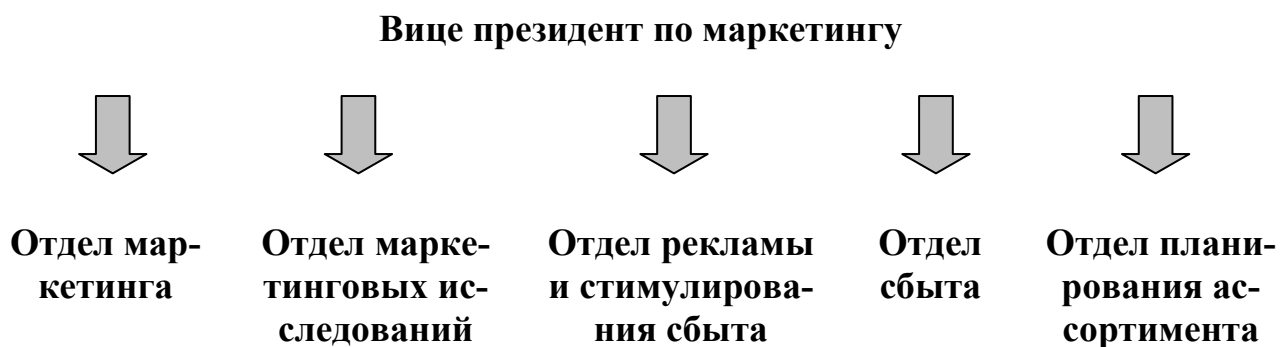 Вице президент по маркетингу
Отдел мар-
кетинга
Отдел марке-
тинговых ис-
следований
Отдел рекламы
и стимулирова-
ния сбыта
Отдел
сбыта
Отдел плани-
рования ас-
сортимента